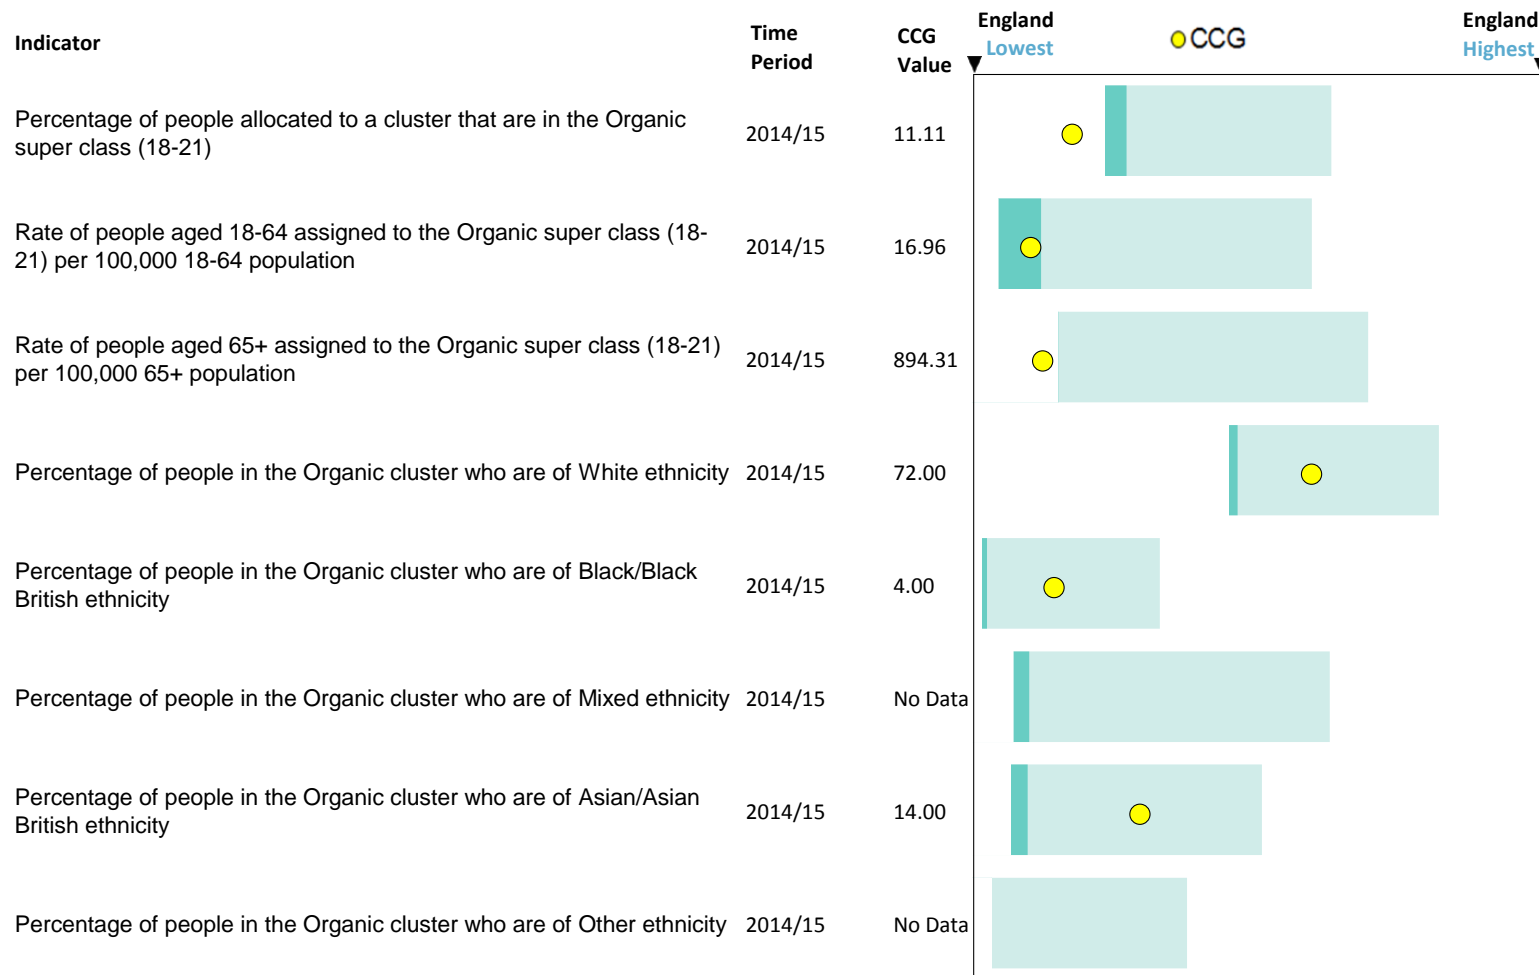 Indicator
Time
Period
CCG
Value
England
Lowest
CCG
England
Highest
Percentage of people allocated to a cluster that are in the Organic
super class (18-21)
2014/15
11.11
Rate of people aged 18-64 assigned to the Organic super class (18-
21) per 100,000 18-64 population
2014/15
16.96
Rate of people aged 65+ assigned to the Organic super class (18-21)
per 100,000 65+ population
2014/15
894.31
Percentage of people in the Organic cluster who are of White ethnicity
2014/15
72.00
Percentage of people in the Organic cluster who are of Black/Black
British ethnicity
2014/15
4.00
Percentage of people in the Organic cluster who are of Mixed ethnicity
2014/15
No Data
Percentage of people in the Organic cluster who are of Asian/Asian
British ethnicity
2014/15
14.00
Percentage of people in the Organic cluster who are of Other ethnicity
2014/15
No Data